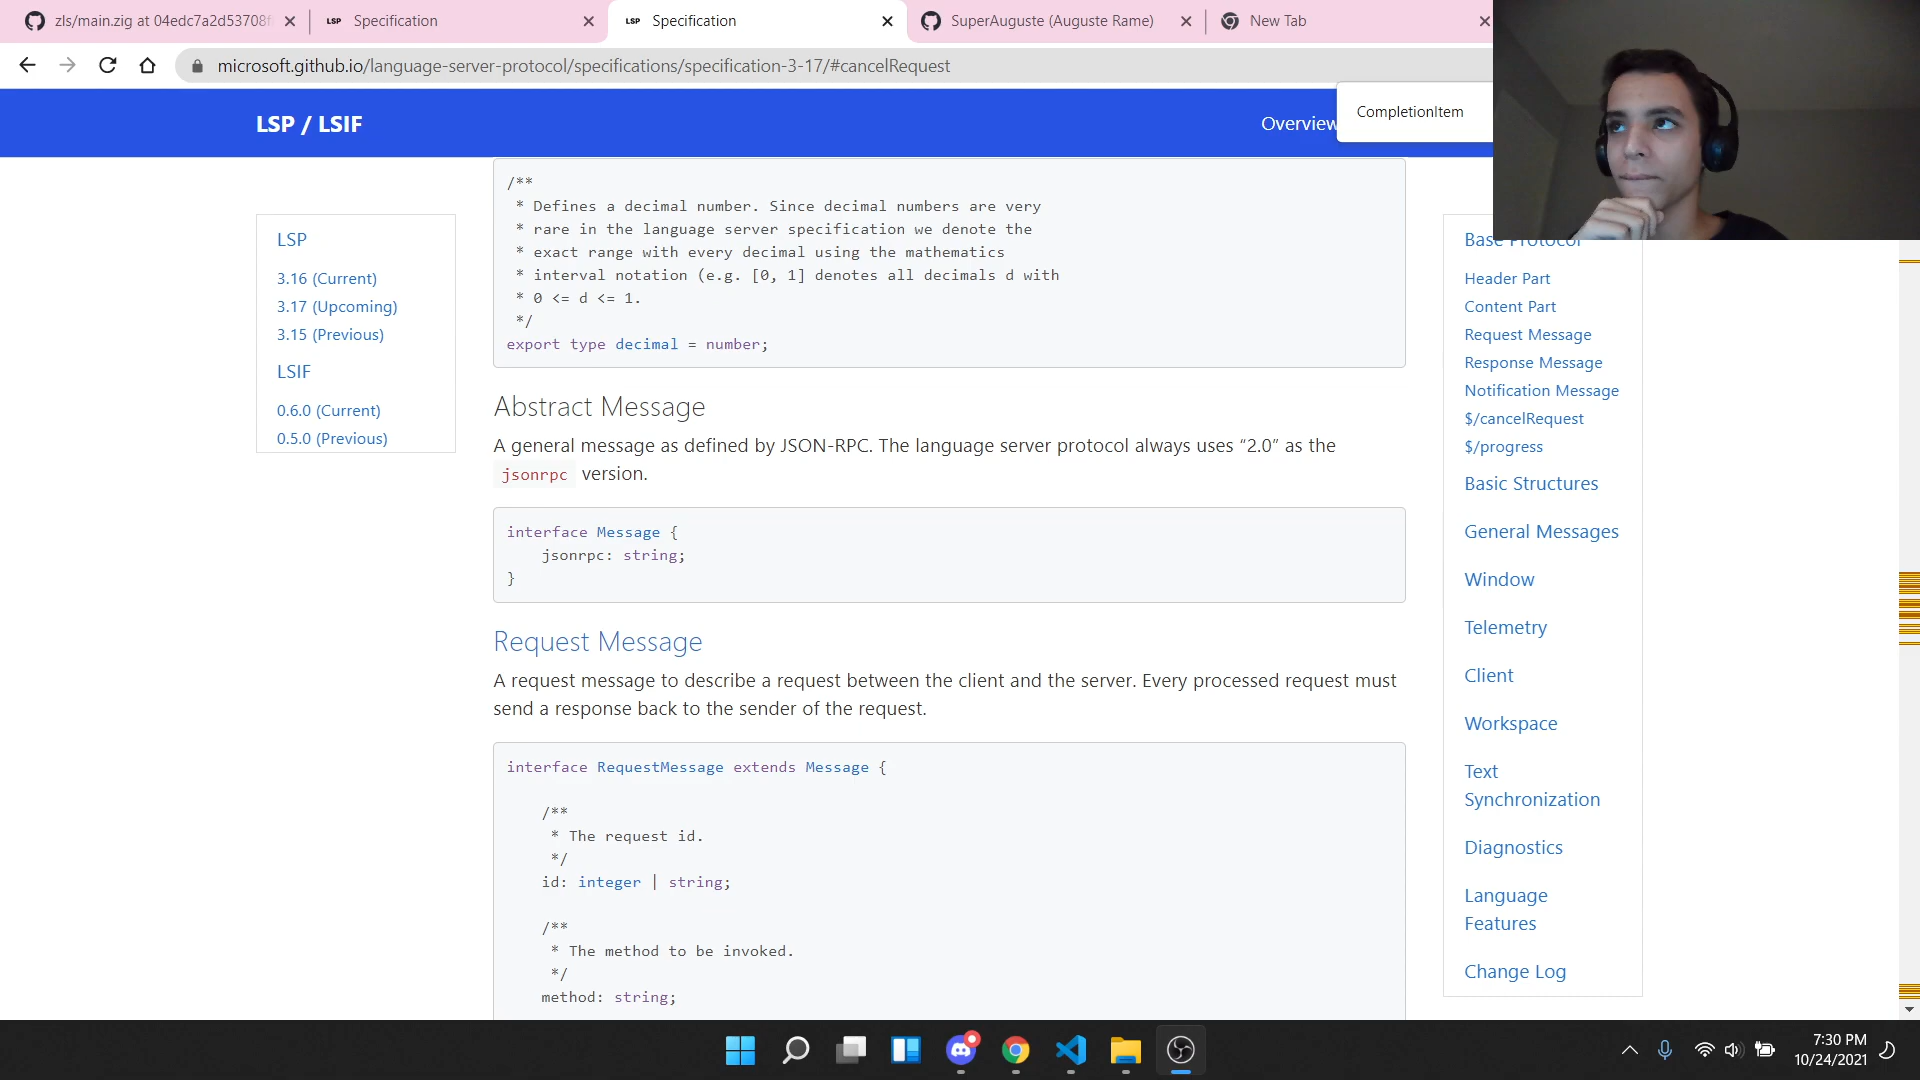 zls/main.zig at 04edc7a2d53708f
LSP Specification
LSP Specification
SuperAuguste (Auguste Rame)
New Tab
microsoft.github.io/language-server-protocol/specifications/specification-3-17/#cancelRequest
CompletionItem
LSP / LSIF
Overview
LSP
3.16 (Current)
3.17 (Upcoming)
3.15 (Previous)
LSIF
0.6.0 (Current)
0.5.0 (Previous)
/**
* Defines a decimal number. Since decimal numbers are very
* rare in the language server specification we denote the
* exact range with every decimal using the mathematics
* interval notation (e.g. [0, 1] denotes all decimals d with
* 0 <= d <= 1.
*/
export type decimal = number;
Abstract Message
A general message as defined by JSON-RPC. The language server protocol always uses “2.0” as the
jsonrpc version.
interface Message {
jsonrpc: string;
}
Request Message
A request message to describe a request between the client and the server. Every processed request must
send a response back to the sender of the request.
interface RequestMessage extends Message {
/**
* The request id.
*/
id: integer | string;
/**
* The method to be invoked.
*/
method: string;
Base Protocol
Header Part
Content Part
Request Message
Response Message
Notification Message
$/cancelRequest
$/progress
Basic Structures
General Messages
Window
Telemetry
Client
Workspace
Text
Synchronization
Diagnostics
Language
Features
Change Log
7:30 PM
10/24/2021